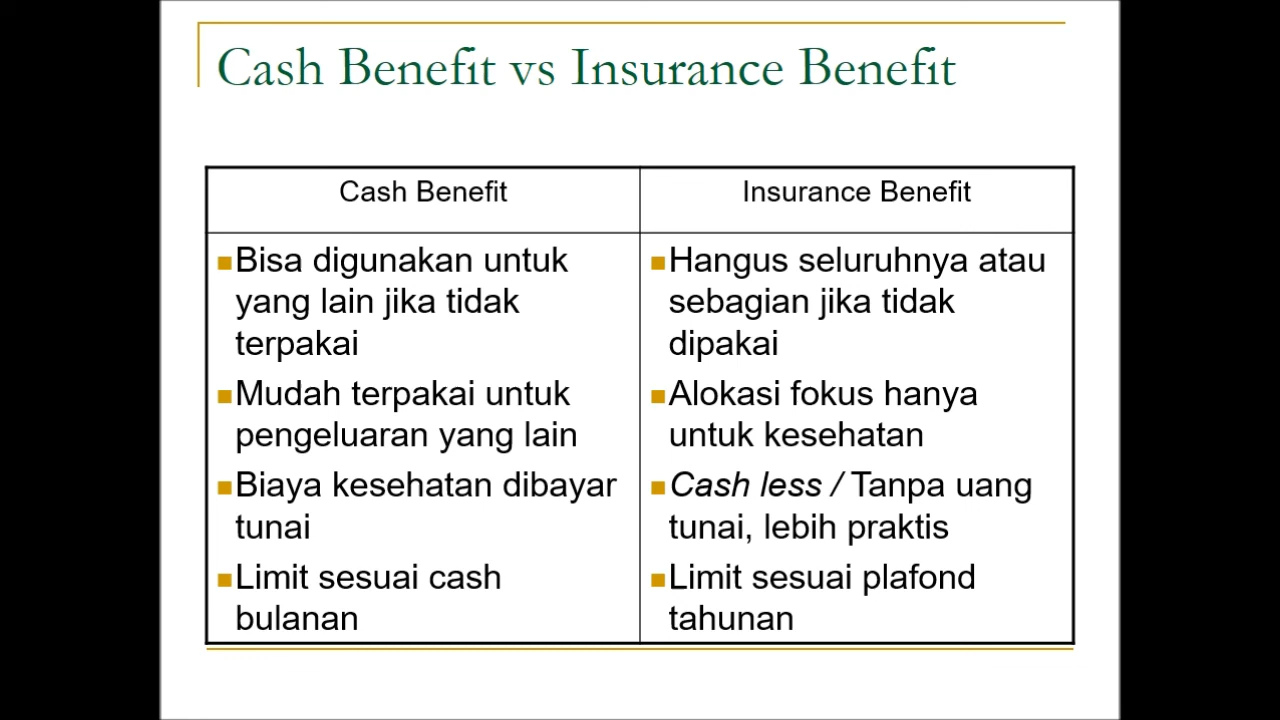 Cash Benefit vs Insurance Benefit
Cash Benefit
Insurance Benefit
Bisa digunakan untuk
yang lain jika tidak
terpakai
Mudah terpakai untuk
pengeluaran yang lain
Biaya kesehatan dibayar
tunai
Limit sesuai cash
bulanan
Hangus seluruhnya atau
sebagian jika tidak
dipakai
Alokasi fokus hanya
untuk kesehatan
Cash less / Tanpa uang
tunai, lebih praktis
Limit sesuai plafond
tahunan